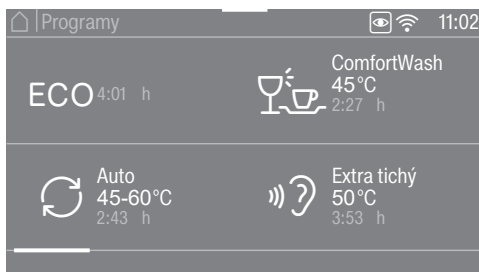 Programy 11:02
ECO 4:01 h
ComfortWash
45°C
2:27 h
Auto
45-60°C
2:43 h
Extra tichý
50°C
3:53 h